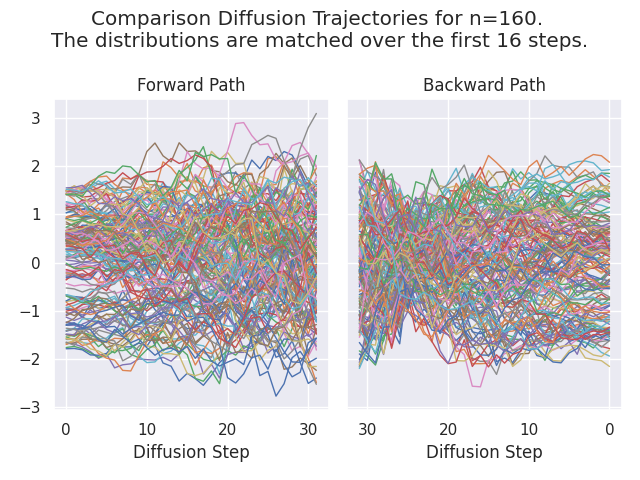 Comparison Diffusion Trajectories for n=160.
The distributions are matched over the first 16 steps.
Forward Path
Backward Path
3
2
1
0
−1
−2
−3
0 10 20 30
30 20 10 0
Diffusion Step
Diffusion Step